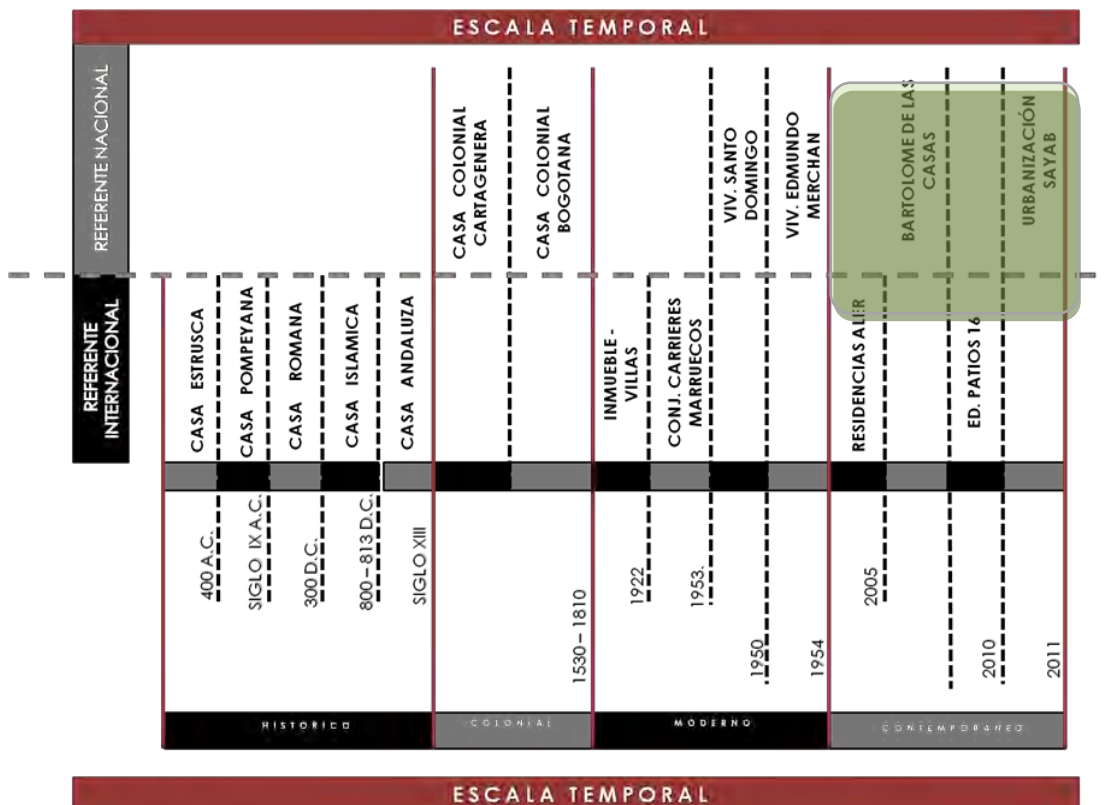 ESCALA TEMPORAL
REFERENTE NACIONAL
CASA COLONIAL
CARTAGENERA
CASA COLONIAL
BOGOTANA
VIV. SANTO
DOMINGO
VIV. EDMUNDO
MERCHAN
BARTOLOME DE LAS
CASAS
URBANIZACIÓN
SAYAB
REFERENTE
INTERNACIONAL
CASA ESTRUSCA
CASA POMPEYANA
CASA ROMANA
CASA ISLAMICA
CASA ANDALUZA
INMUEBLE-
VILLAS
CONJ. CARRIERES
MARRUECOS
RESIDENCIAS ALIER
ED. PATIOS 16
400 A.C.
SIGLO IX A.C.
300 D.C.
800–813 D.C.
SIGLO XIII
1530–1810
1922
1953.
1950
1954
2005
2010
2011
HISTORICO
COLONIAL
MODERNO
CONTEMPORANEO
ESCALA TEMPORAL